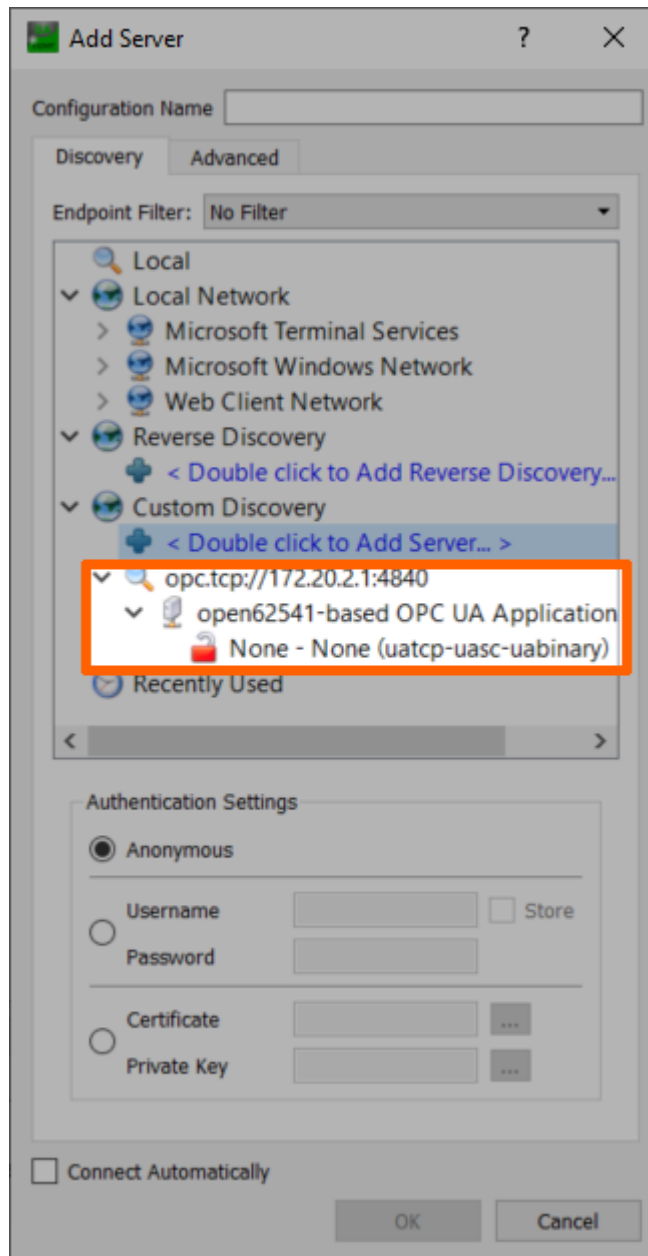 Add Server
?
Configuration Name
Discovery Advanced
Endpoint Filter: No Filter
Local
Local Network
Microsoft Terminal Services
Microsoft Windows Network
Web Client Network
Reverse Discovery
< Double click to Add Reverse Discovery...
Custom Discovery
< Double click to Add Server... >
opc.tcp://172.20.2.1:4840
open62541-based OPC UA Application
None - None (uatcp-uasc-uabinary)
Recently Used
Authentication Settings
Anonymous
Username
Store
Password
Certificate
...
Private Key
...
Connect Automatically
OK Cancel